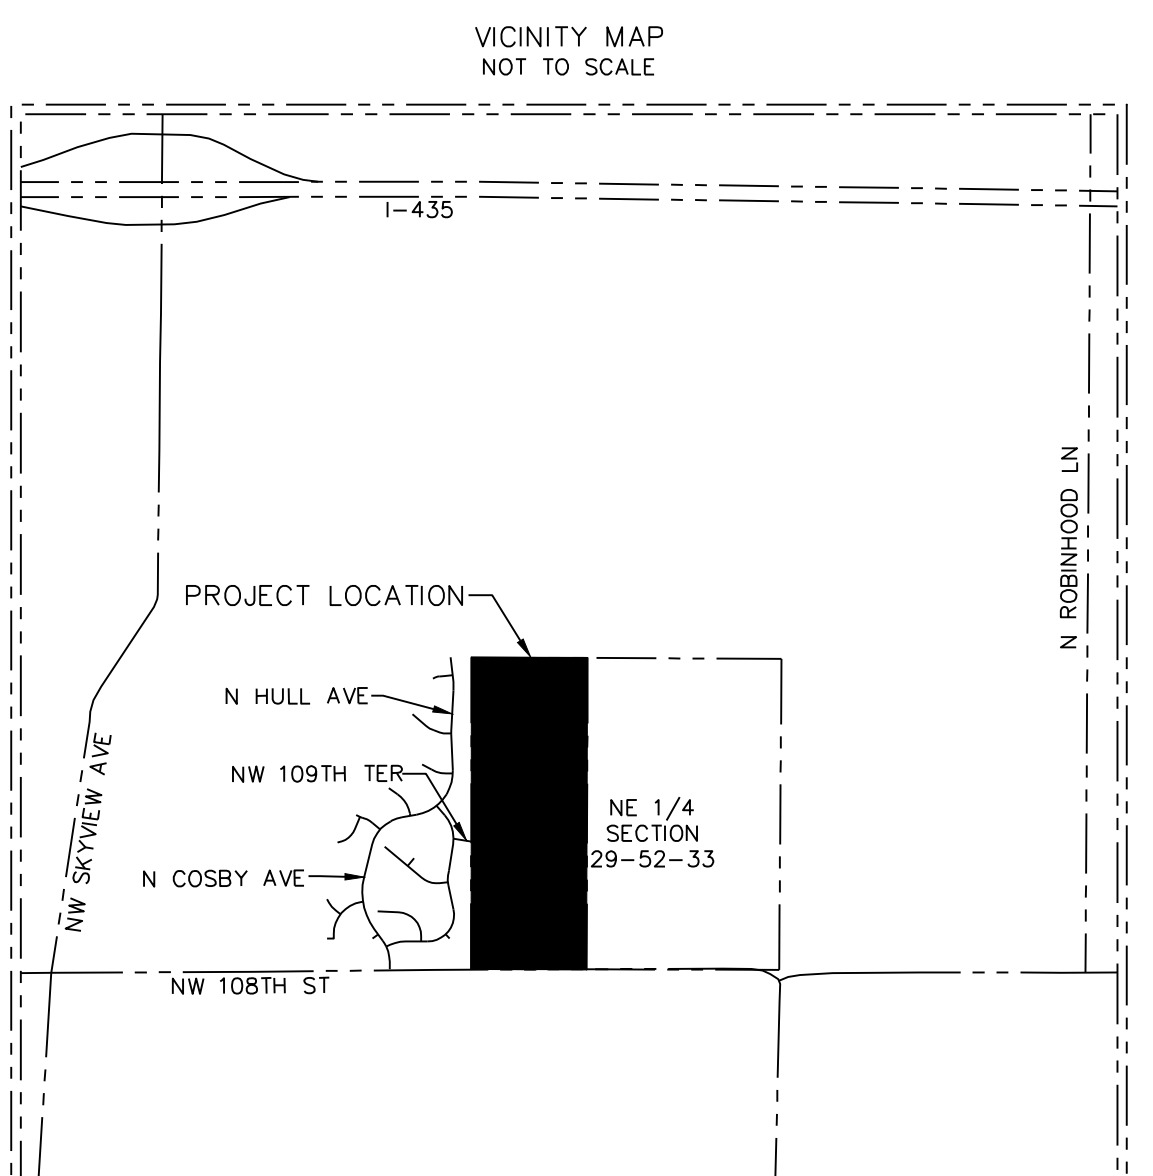 VICINITY MAP
NOT TO SCALE
I-435
N ROBINHOOD LN
PROJECT LOCATION
N HULL AVE
NW 109TH TER
NW SKYVIEW AVE
NE 1/4
SECTION
29-52-33
N COSBY AVE
NW 108TH ST